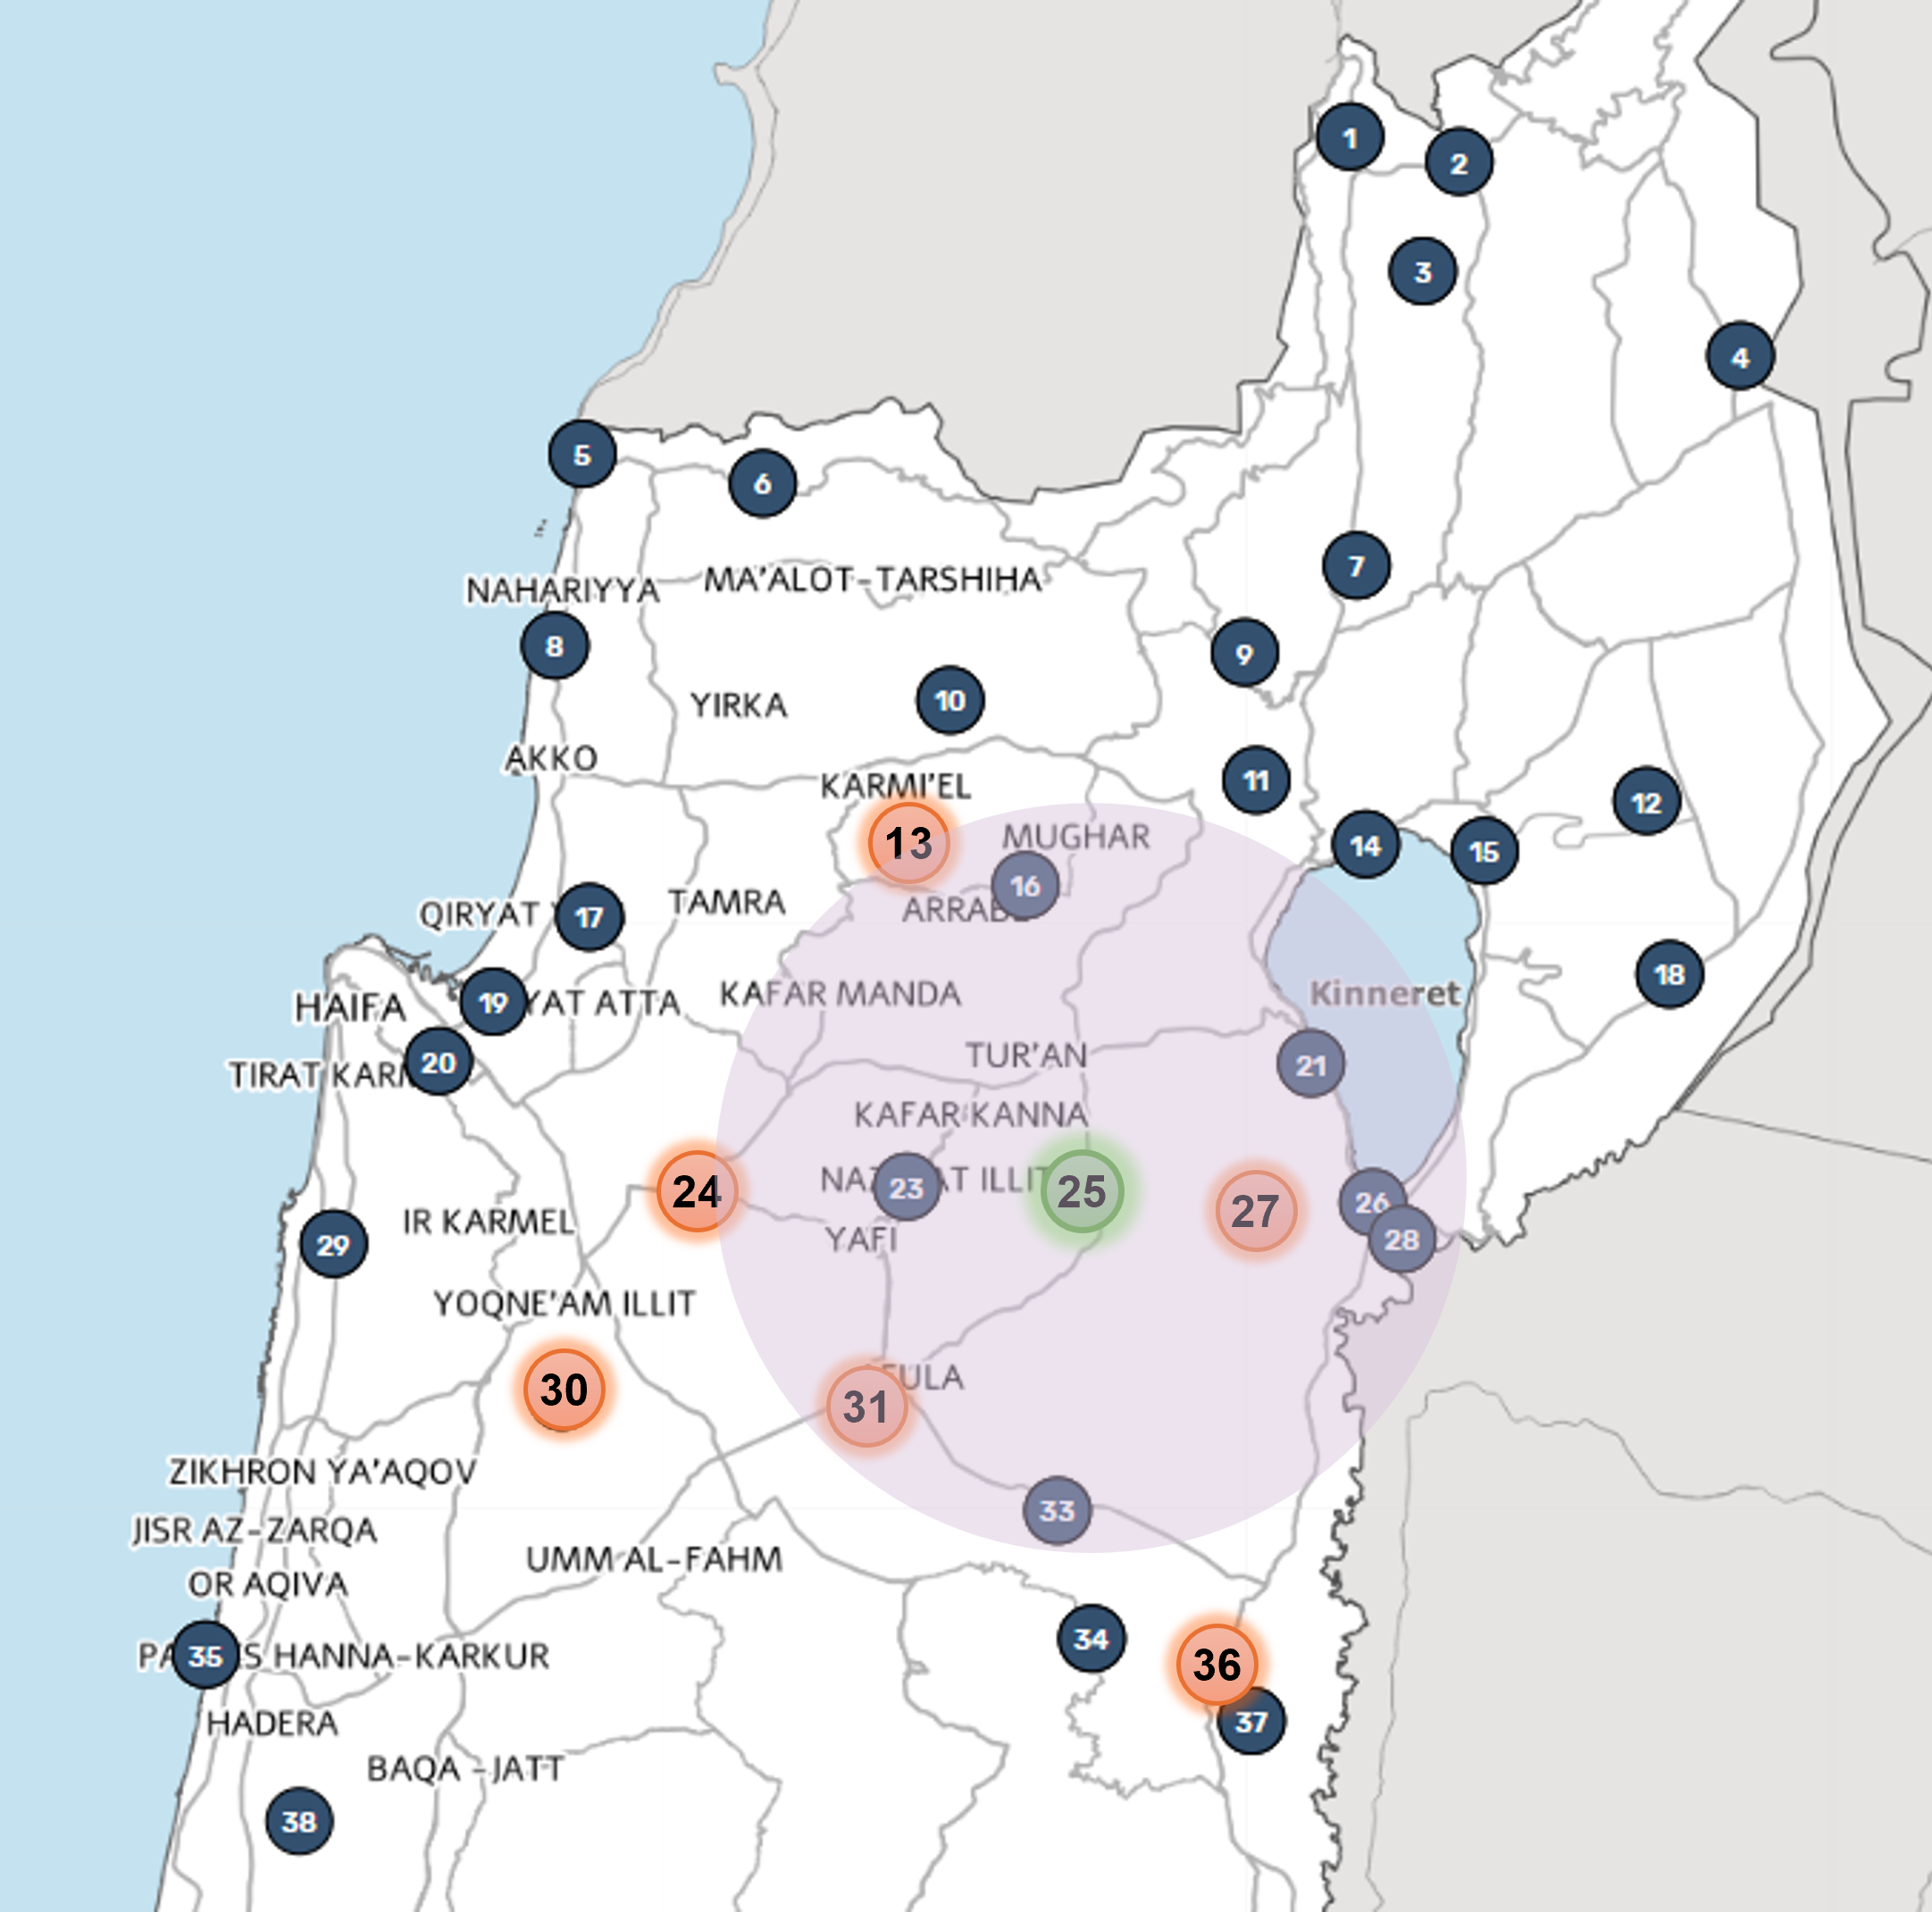 1
2
3
4
5
6
NAHARIYYA
MA'ALOT-TARSHIHA
7
8
9
YIRKA
10
AKKO
11
KARMI'EL
12
13
MUGHAR
14
15
16
QIRYAT
17
TAMRA
ARRAB
18
HAIFA
19
YAT ATTA
KAFAR MANDA
Kinneret
TIRAT KARM
20
TUR'AN
21
KAFAR KANNA
24
NAZ
23
AT ILLIT
25
27
26
IR KARMEL
YAFI
28
29
YOQNE'AM ILLIT
30
31
FULA
ZIKHRON YA'AQOV
33
JISR AZ-ZARQA
UMM AL-FAHM
OR AQIVA
PA
35
S HANNA-KARKUR
34
36
HADERA
37
BAQA -JATT
38